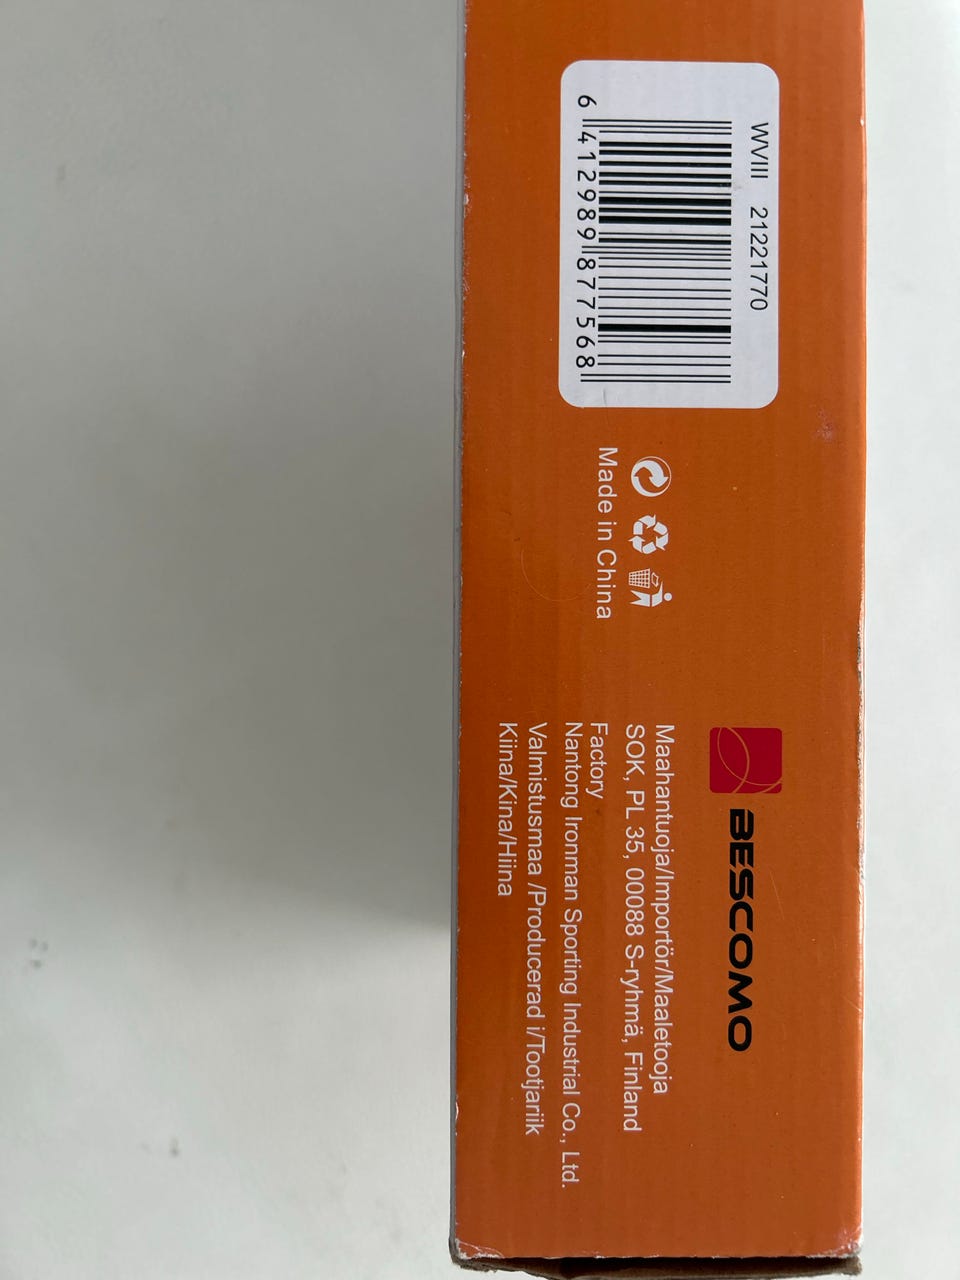 WVIII 21221770
6 412989 877568
Made in China
BESCOMO
Maahantuoja/Importör/Maaletooja
SOK, PL 35, 00088 S-ryhmä, Finland
Factory
Nantong Ironman Sporting Industrial Co., Ltd.
Valmistusmaa /Producerad i/Tootjariik
Kiina/Kina/Hiina